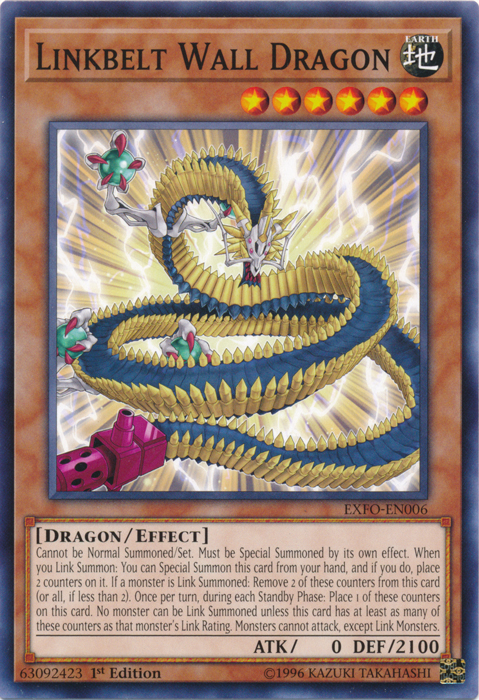 LINKBELT WALL DRAGON
EARTH
地
EXFO-EN006
[DRAGON/EFFECT]
Cannot be Normal Summoned/Set. Must be Special Summoned by its own effect. When
you Link Summon: You can Special Summon this card from your hand, and if you do, place
2 counters on it. If a monster is Link Summoned: Remove 2 of these counters from this card
(or all, if less than 2). Once per turn, during each Standby Phase: Place 1 of these counters
on this card. No monster can be Link Summoned unless this card has at least as many of
these counters as that monster's Link Rating. Monsters cannot attack, except Link Monsters.
ATK/ 0 DEF/2100
63092423 1st Edition ©1996 KAZUKI TAKAHASHI